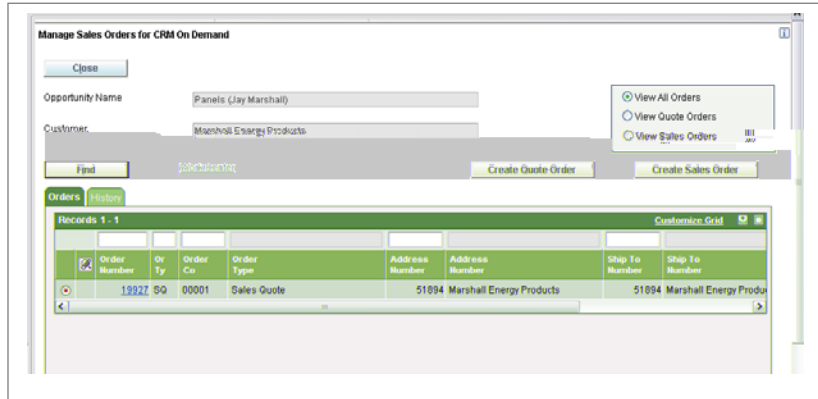 Manage Sales Orders for CRM On Demand
Close
Opportunity Name Panels (Jay Marshall)
View All Orders
View Quote Orders
Customer Marshall Energy Products
View Sales Orders
Find Create Quote Order Create Sales Order
Orders History
Records 1 - 1 Customize Grid
Order Number Or Ty Order Co Order Type Address Number Address Number Ship To Number Ship To Number
19927 SQ 00001 Sales Quote 51894 Marshall Energy Products 51894 Marshall Energy Produ